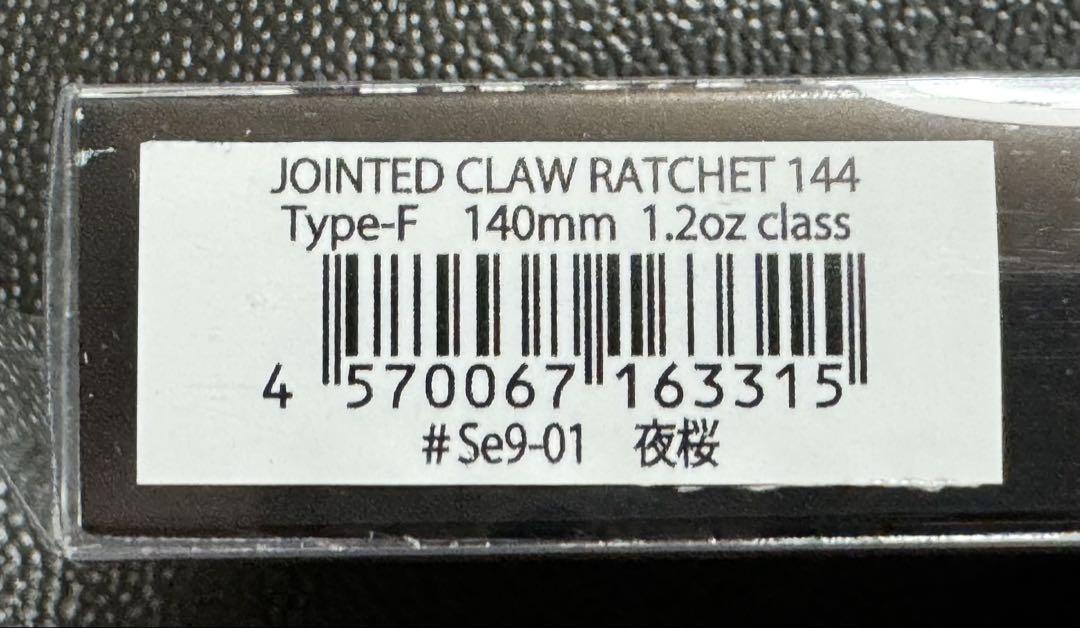 JOINTED CLAW RATCHET 144
Type-F 140mm 1.2oz class
4 570067 163315
#Se9-01 夜桜